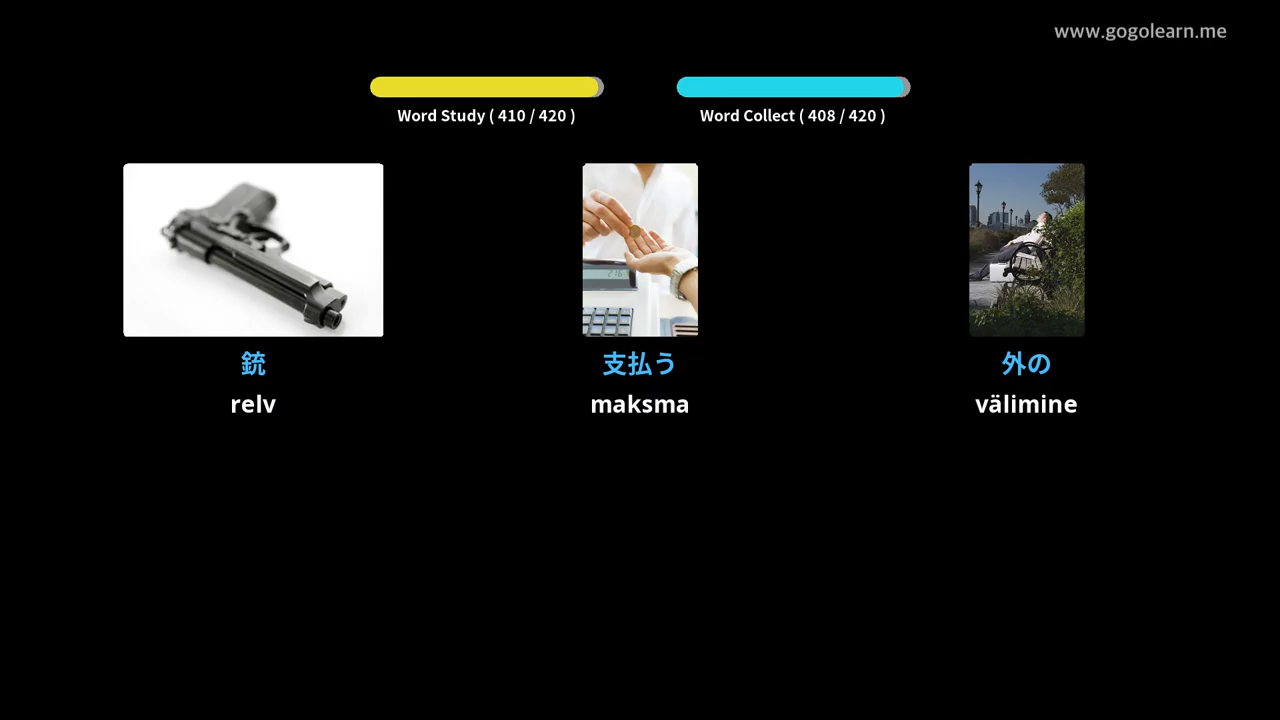 www.gogolearn.me
Word Study ( 410 / 420 )
Word Collect ( 408 / 420 )
銃
支払う
外の
relv
maksma
välimine